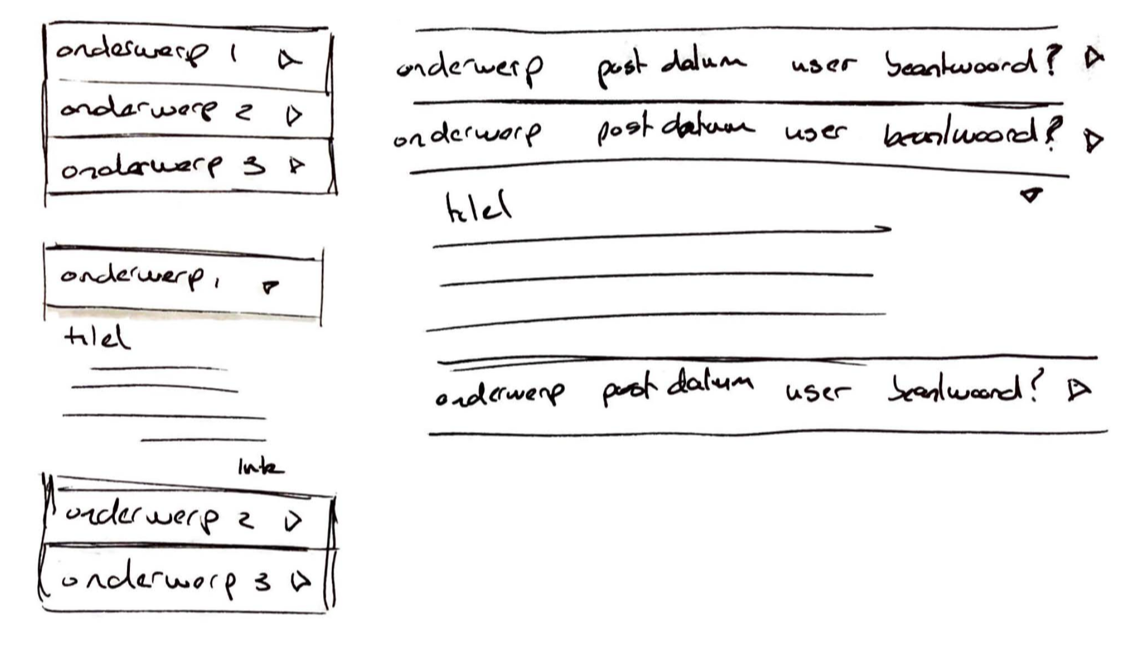 onderwerp 1
onderwerp 2
onderwerp 3
onderwerp 1
titel
link
onderwerp 2
onderwerp 3
onderwerp post datum user beantwoord?
onderwerp post datum user beantwoord?
titel
onderwerp post datum user beantwoord?